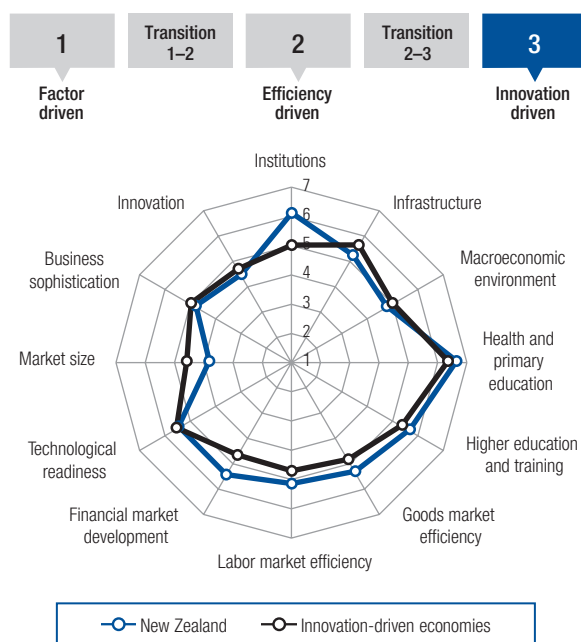 1
Transition
1–2
2
Transition
2–3
3
Factor
driven
Efficiency
driven
Innovation
driven
Institutions
7
6
5
4
3
2
1
Infrastructure
Macroeconomic
environment
Health and
primary
education
Higher education
and training
Goods market
efficiency
Labor market efficiency
Financial market
development
Technological
readiness
Market size
Business
sophistication
Innovation
New Zealand
Innovation-driven economies